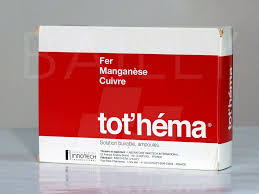 Fer
Manganèse
Cuivre
tot'héma®
Solution buvable, ampoules
INNOTECH